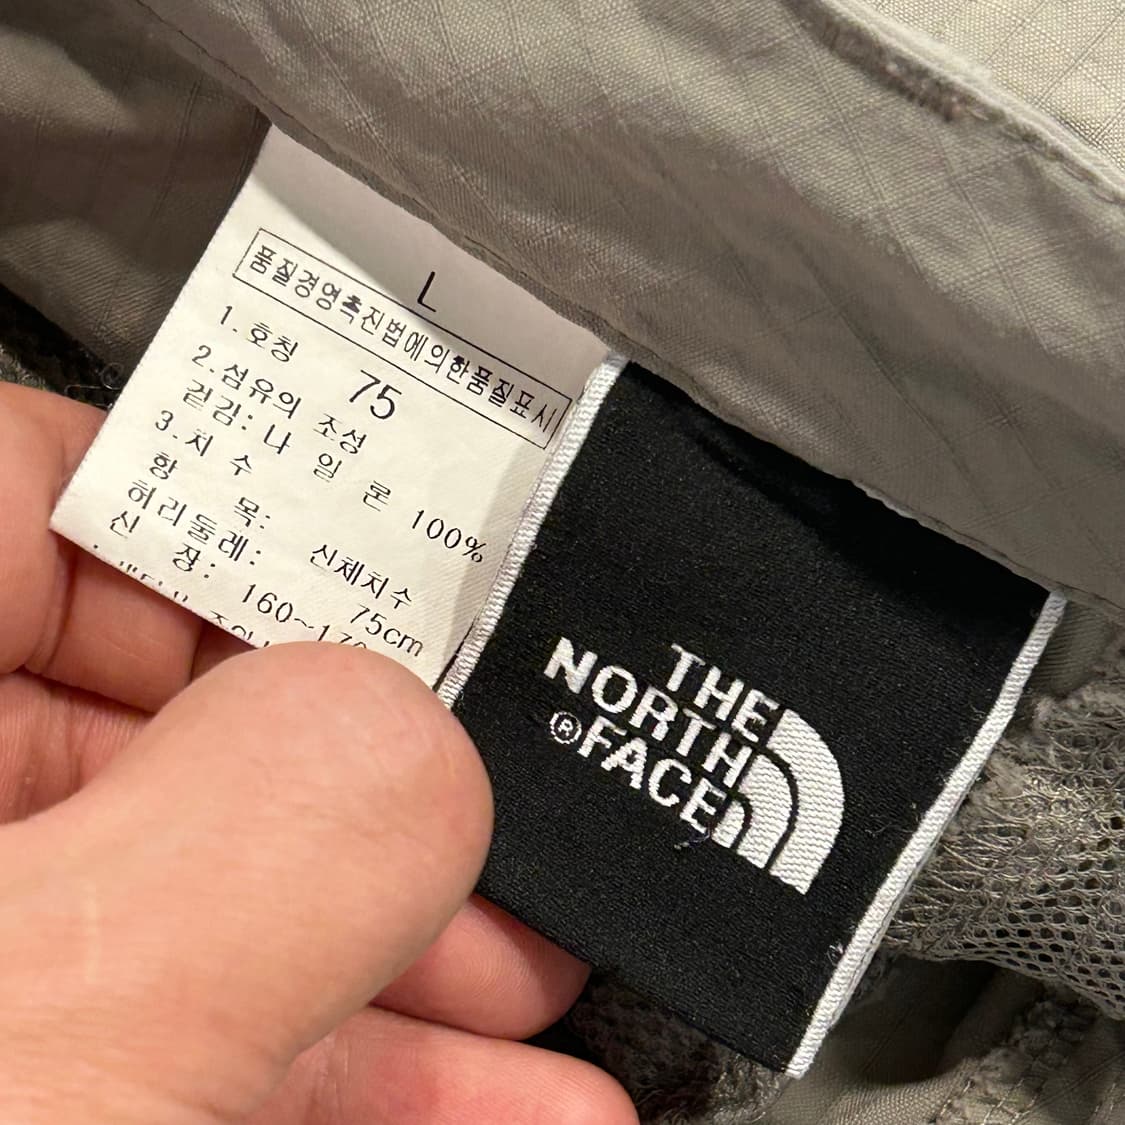 L
품질경영촉진법에의한품질표시
1.호칭 75
2.섬유의 조성
겉감: 나 일 론 100%
3.치 수
항 목: 신체치수
허리둘레: 75cm
신 장: 160~170
THE
NORTH
®FACE